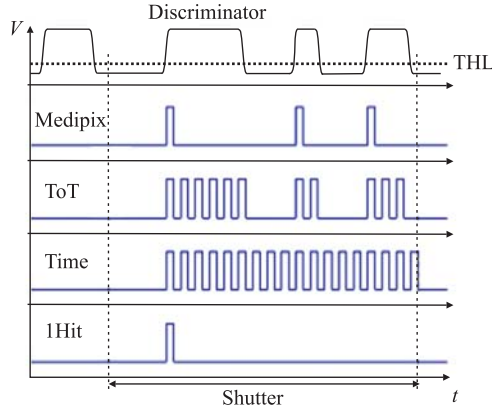 Discriminator
V
THL
Medipix
ToT
Time
1Hit
Shutter
t